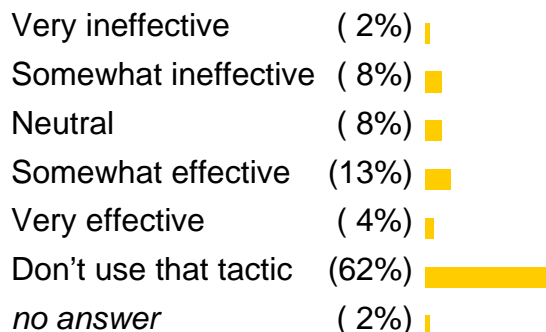 Very ineffective ( 2%)
Somewhat ineffective ( 8%)
Neutral ( 8%)
Somewhat effective (13%)
Very effective ( 4%)
Don’t use that tactic (62%)
no answer ( 2%)